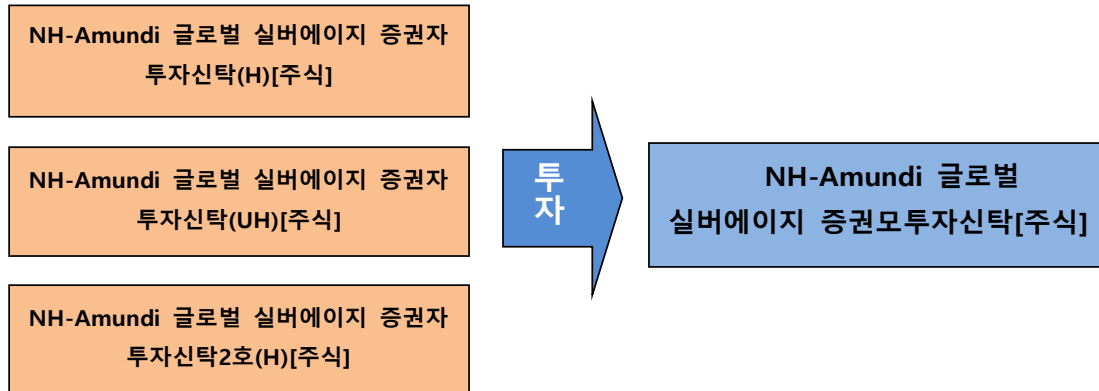 NH-Amundi 글로벌 실버에이지 증권자
투자신탁(H)[주식]
NH-Amundi 글로벌 실버에이지 증권자
투자신탁(UH)[주식]
NH-Amundi 글로벌 실버에이지 증권자
투자신탁2호(H)[주식]
투
자
NH-Amundi 글로벌
실버에이지 증권모투자신탁[주식]